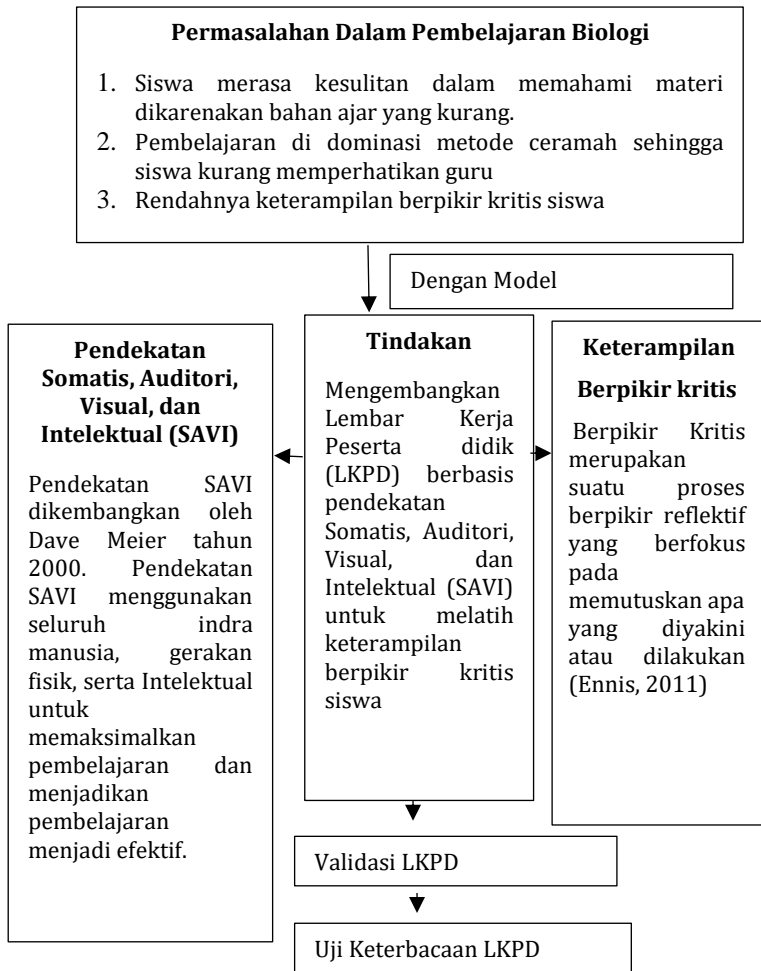 Permasalahan Dalam Pembelajaran Biologi
1. Siswa merasa kesulitan dalam memahami materi
dikarenakan bahan ajar yang kurang.
2. Pembelajaran di dominasi metode ceramah sehingga
siswa kurang memperhatikan guru
3. Rendahnya keterampilan berpikir kritis siswa
Dengan Model
Pendekatan
Somatis, Auditori,
Visual, dan
Intelektual (SAVI)
Pendekatan SAVI
dikembangkan oleh
Dave Meier tahun
2000. Pendekatan
SAVI menggunakan
seluruh indra
manusia, gerakan
fisik, serta Intelektual
untuk
memaksimalkan
pembelajaran dan
menjadikan
pembelajaran
menjadi efektif.
Tindakan
Mengembangkan
Lembar Kerja
Peserta didik
(LKPD) berbasis
pendekatan
Somatis, Auditori,
Visual, dan
Intelektual (SAVI)
untuk melatih
keterampilan
berpikir kritis
siswa
Keterampilan
Berpikir kritis
Berpikir Kritis
merupakan
suatu proses
berpikir reflektif
yang berfokus
pada
memutuskan apa
yang diyakini
atau dilakukan
(Ennis, 2011)
Validasi LKPD
Uji Keterbacaan LKPD